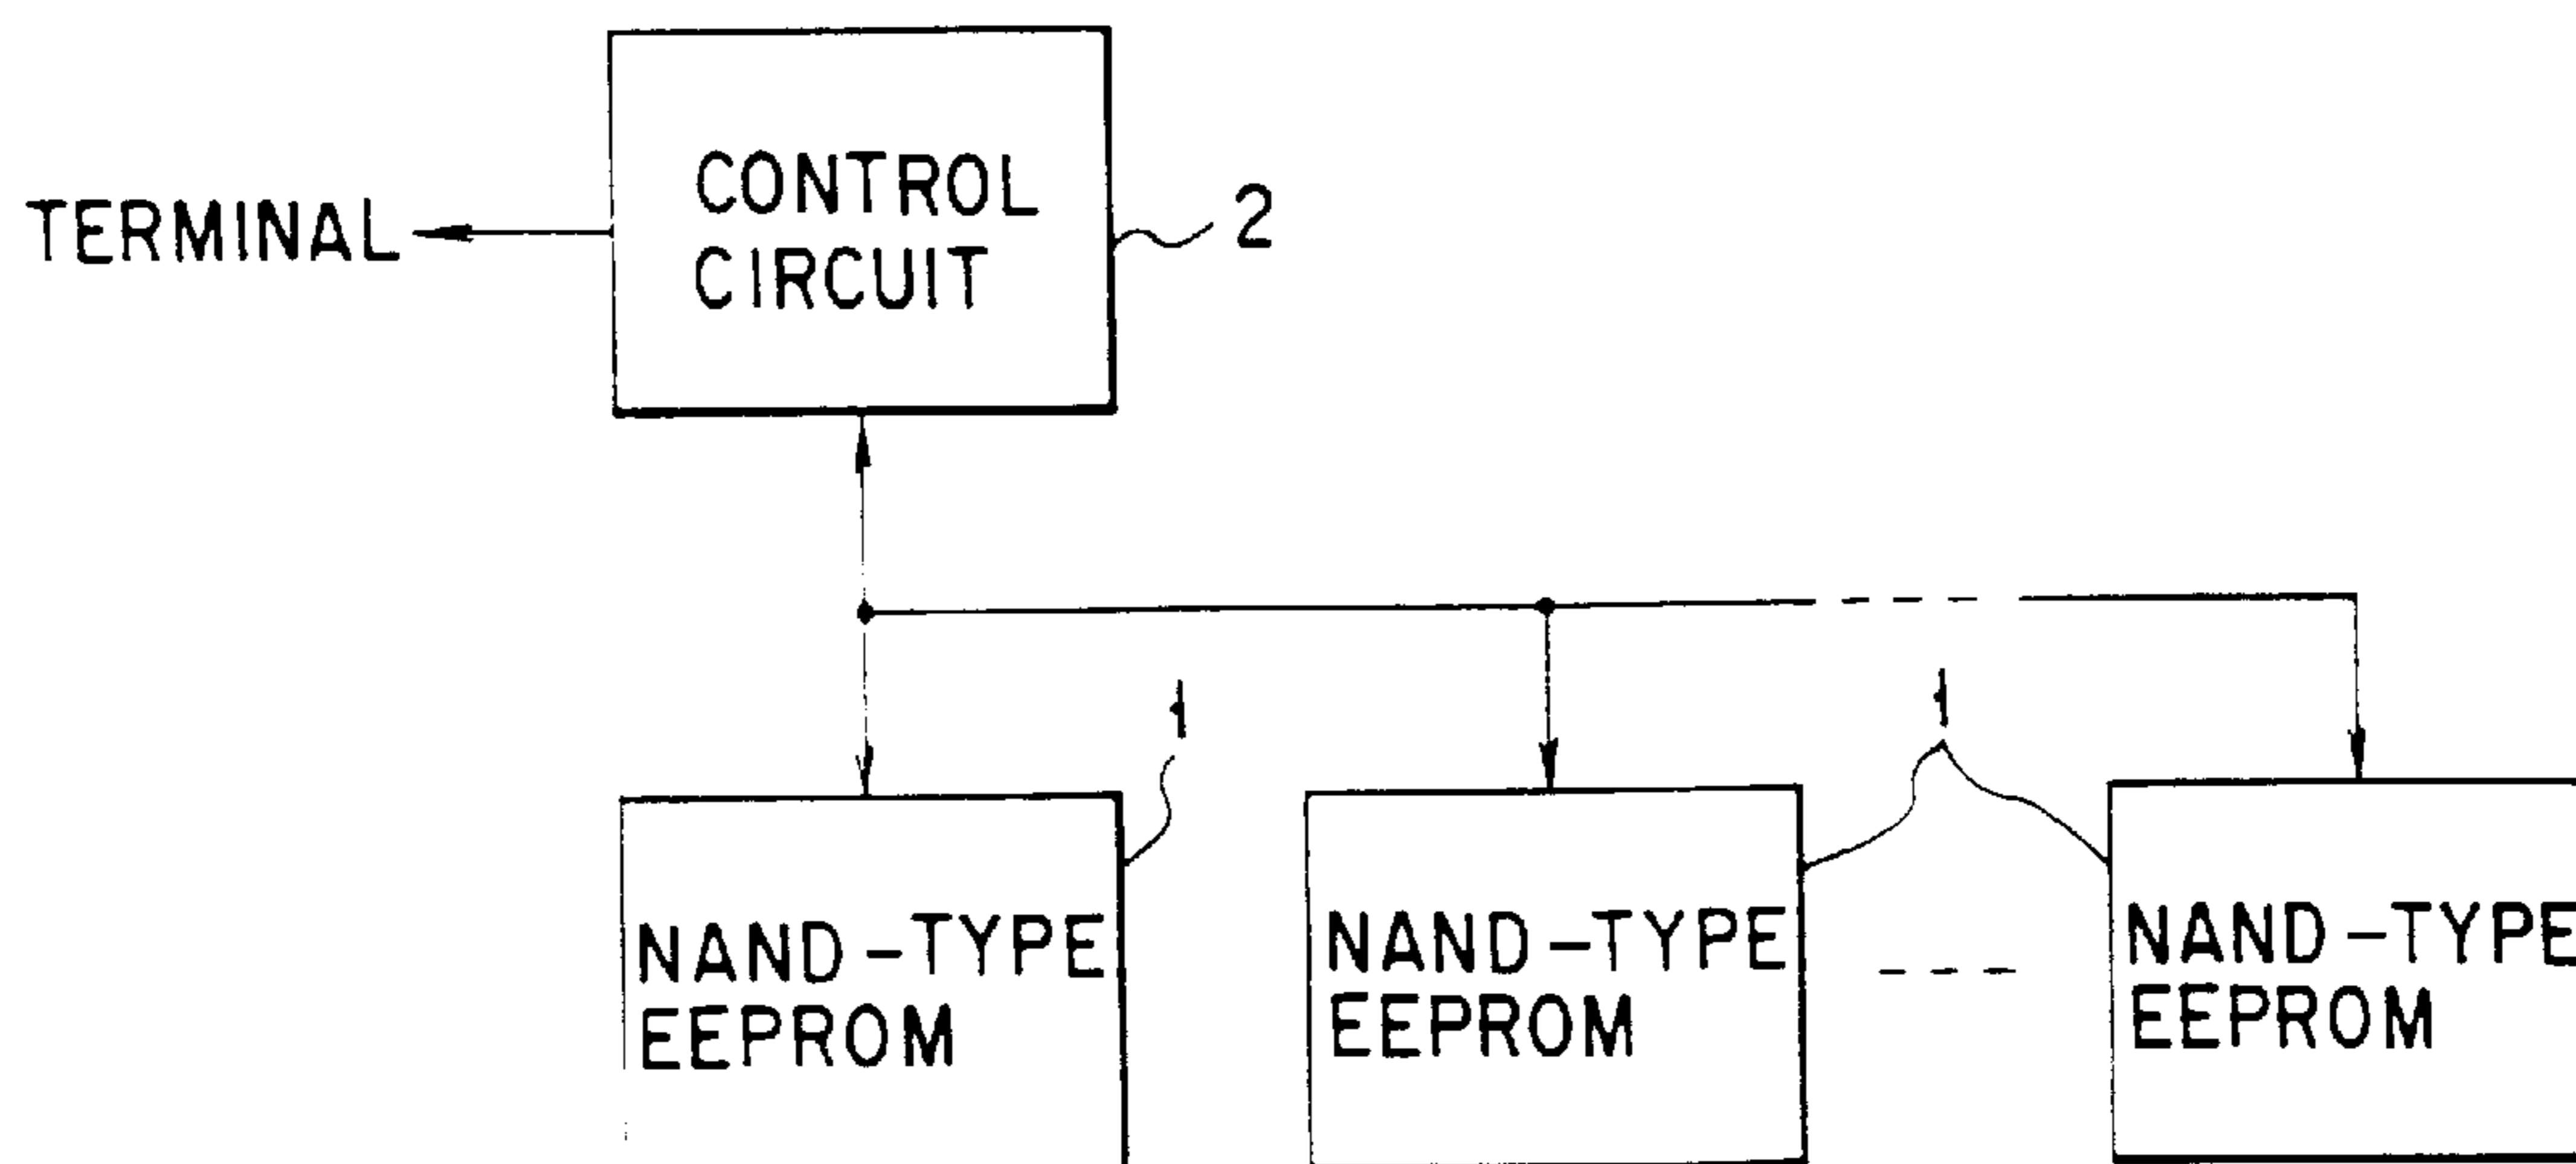 CONTROL
CIRCUIT
TERMINAL
2
1
1
NAND-TYPE
EEPROM
NAND-TYPE
EEPROM
NAND-TYPE
EEPROM